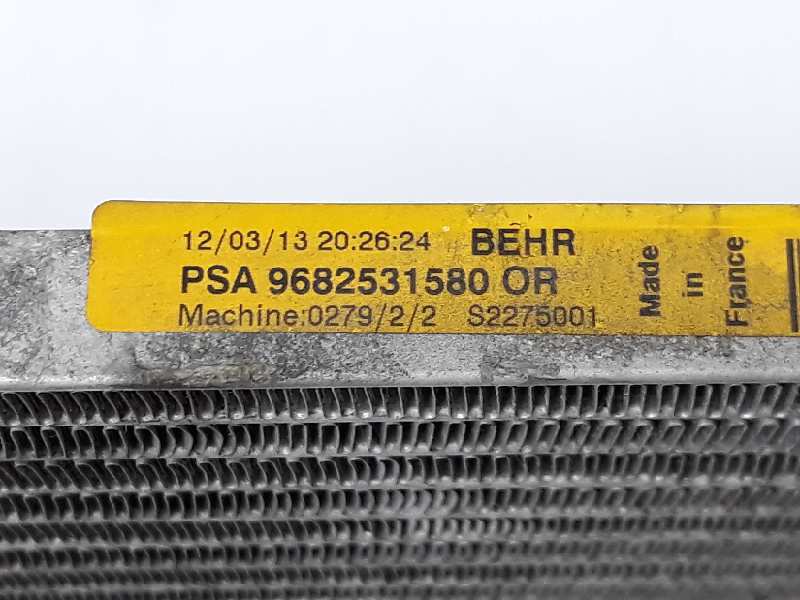 12/03/13 20:26:24 BEHR
PSA 9682531580 OR
Machine:0279/2/2 S2275001
Made
in
France